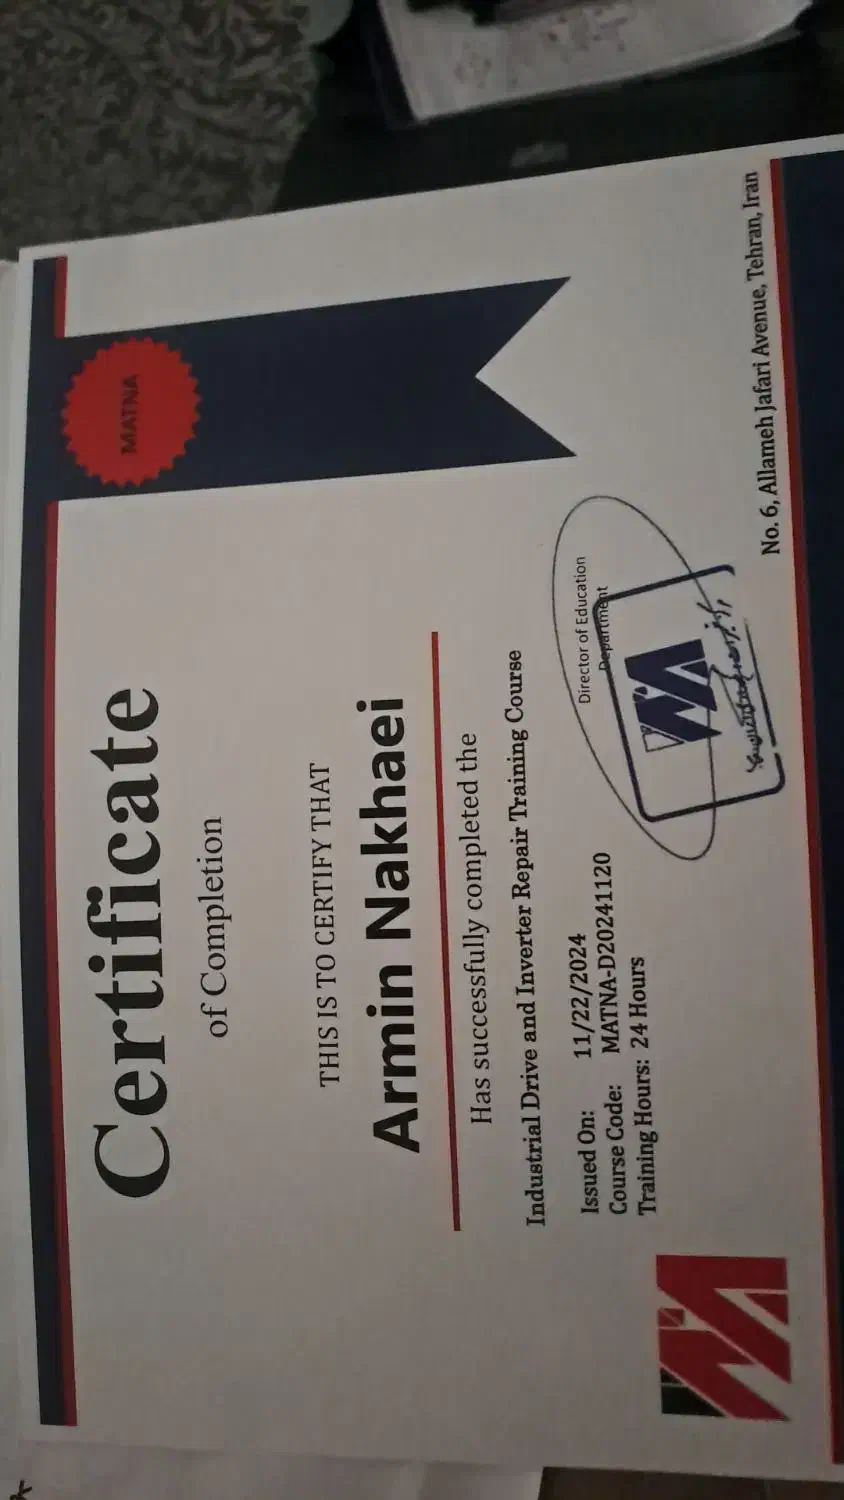 MATNA
Certificate
of Completion
THIS IS TO CERTIFY THAT
Armin Nakhaei
Has successfully completed the
Industrial Drive and Inverter Repair Training Course
Issued On: 11/22/2024
Course Code: MATNA-D20241120
Training Hours: 24 Hours
Director of Education
Department
No. 6, Allameh Jafari Avenue, Tehran, Iran